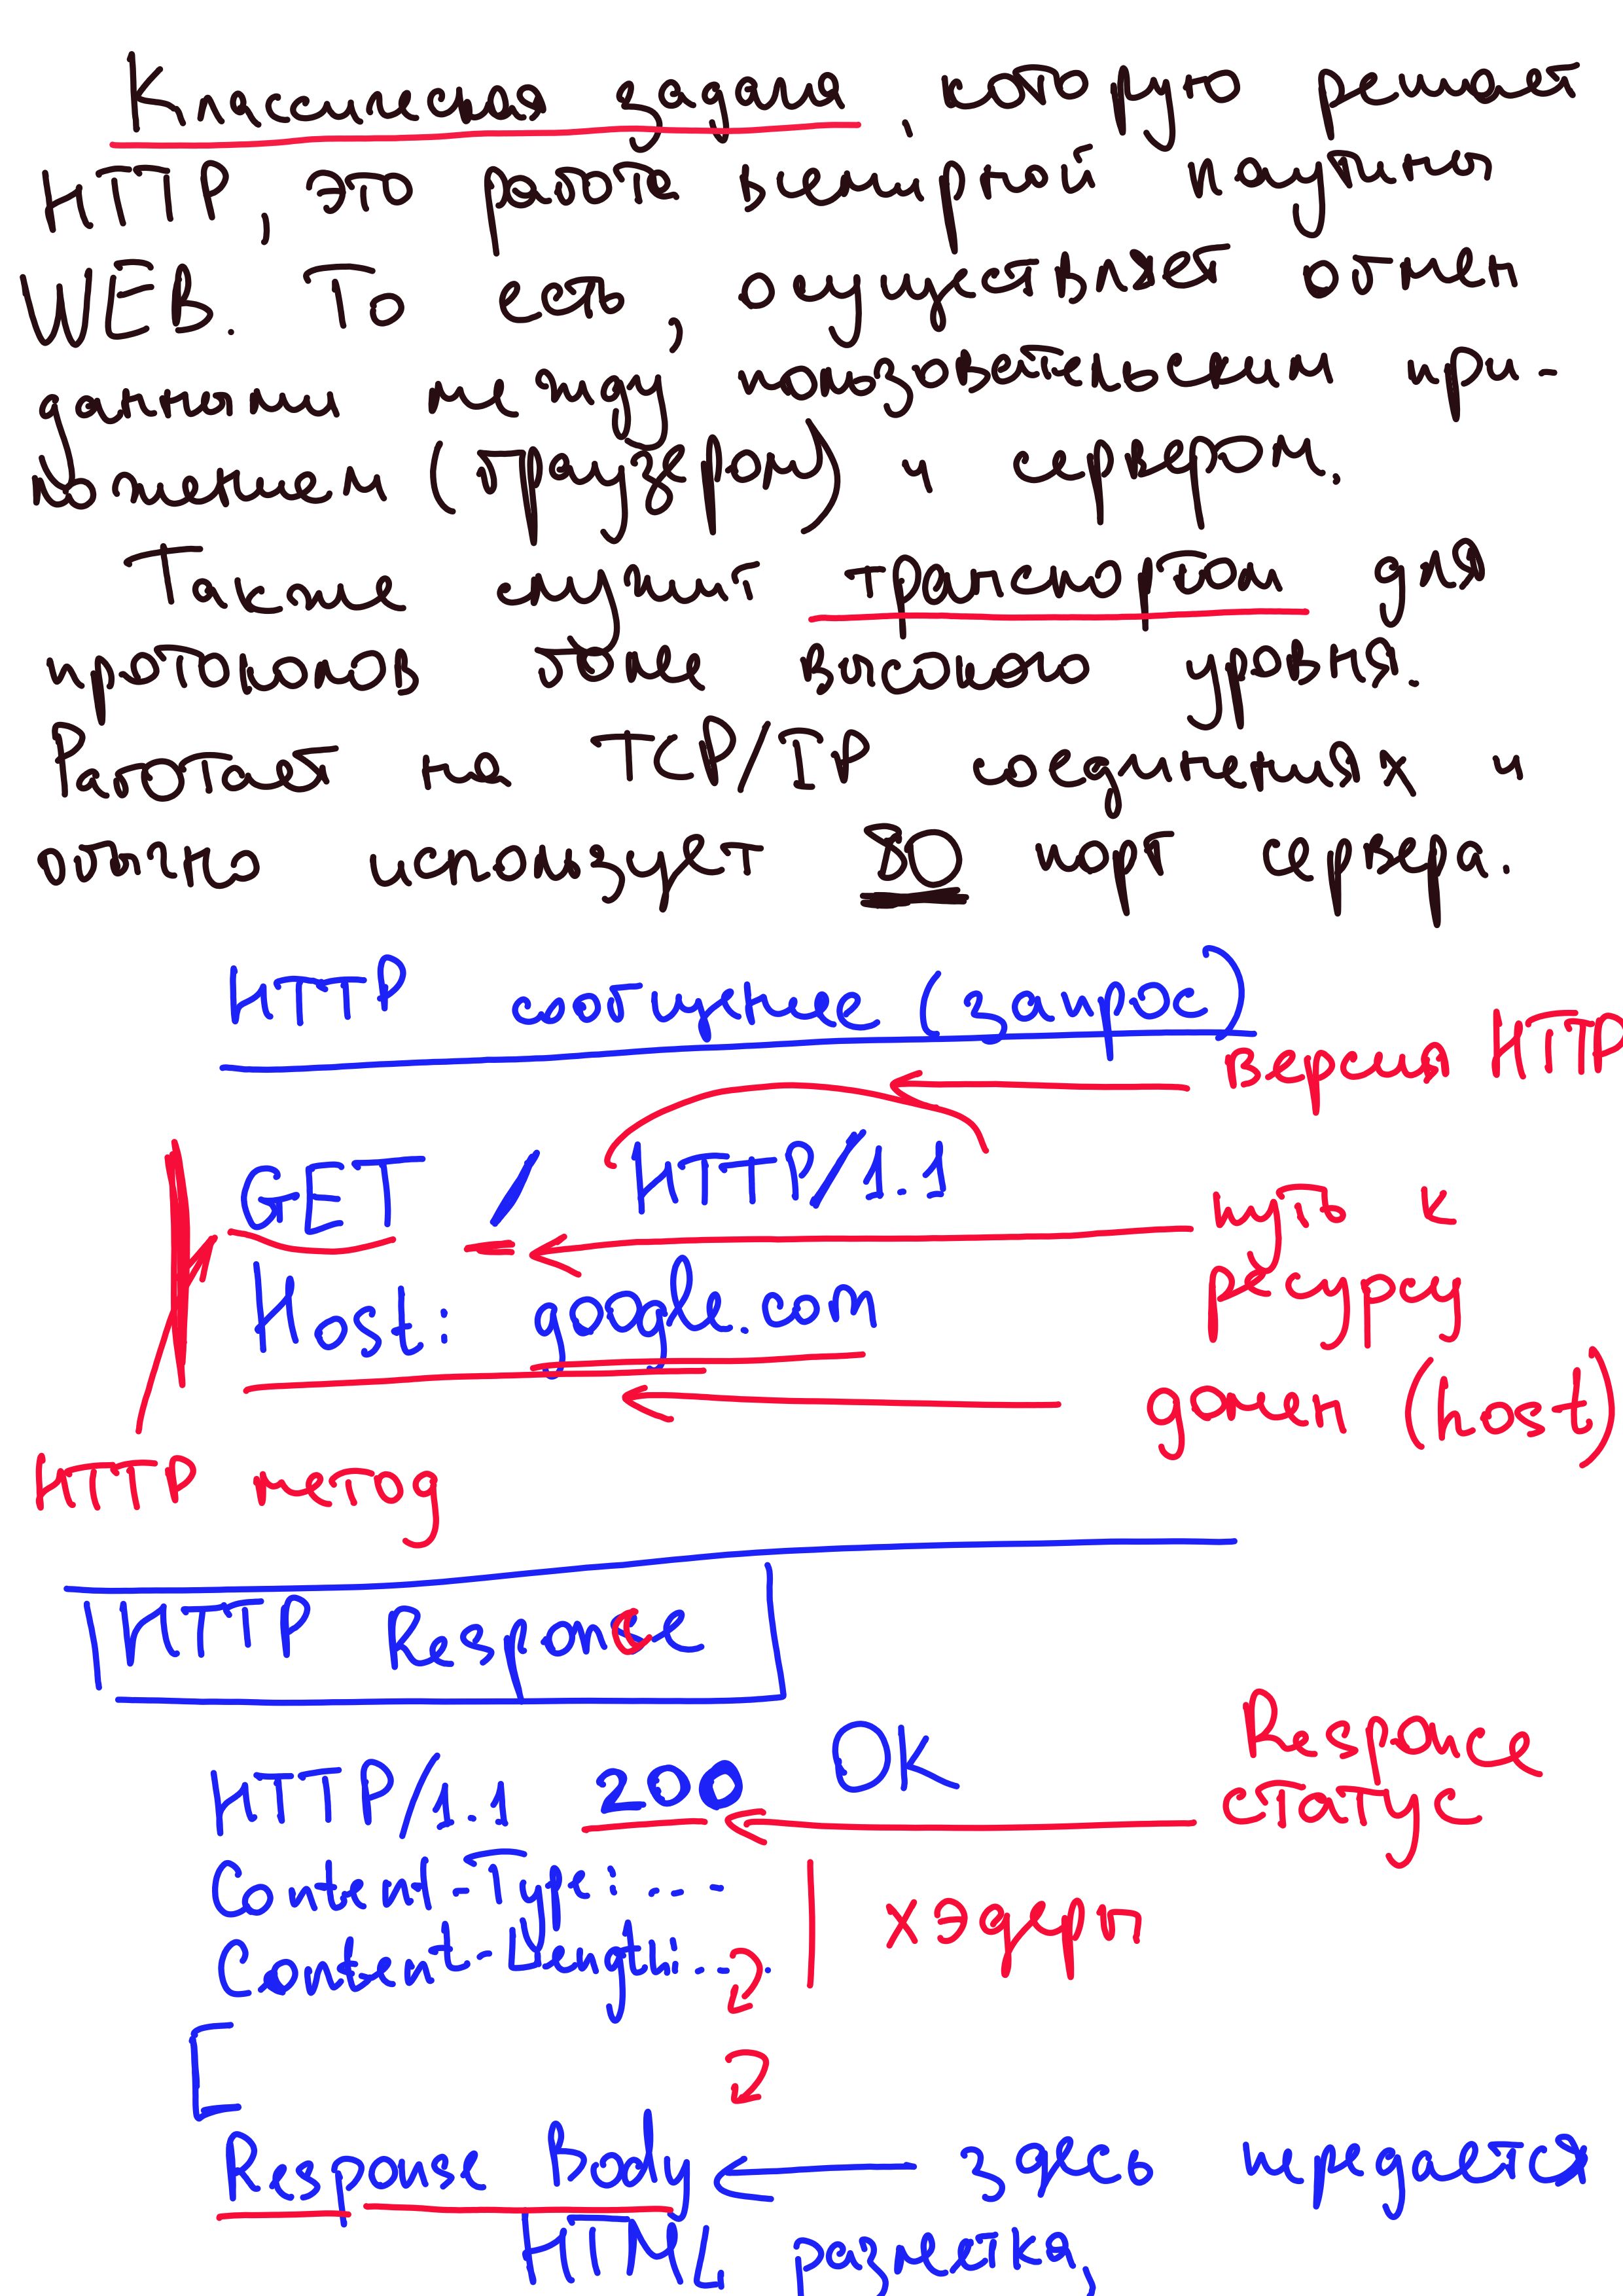 Классическая задача, которую решает
HTTP, это работа всемирной паутины
WEB. То есть, осуществляет обмен
данными между пользовательским при-
ложением (браузером) и сервером.
Также служит транспортом для
протоколов более высокого уровня.
Работает на TCP/IP соединениях и
обычно использует 80 порт сервера.
HTTP сообщение (запрос)
версия HTTP
GET / HTTP/1.1
путь к
ресурсу
Host: google.com
домен (host)
HTTP метод
HTTP Responce
HTTP/1.1 200 OK
Responce
статус
Content-Type: ...
Content-Length: ...
хэдеры
Response Body ← здесь передается
HTML разметка,